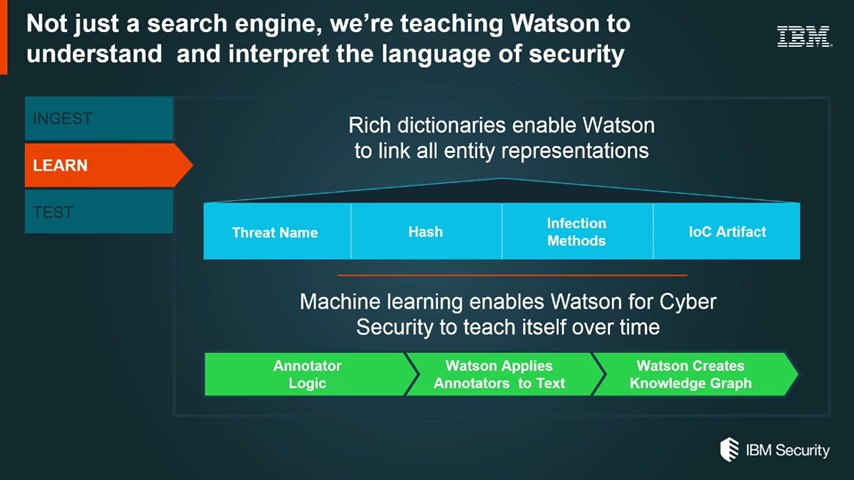 Not just a search engine, we're teaching Watson to
understand and interpret the language of security
IBM
INGEST
LEARN
TEST
Rich dictionaries enable Watson
to link all entity representations
Threat Name
Hash
Infection
Methods
IoC Artifact
Machine learning enables Watson for Cyber
Security to teach itself over time
Annotator
Logic
Watson Applies
Annotators to Text
Watson Creates
Knowledge Graph
IBM Security